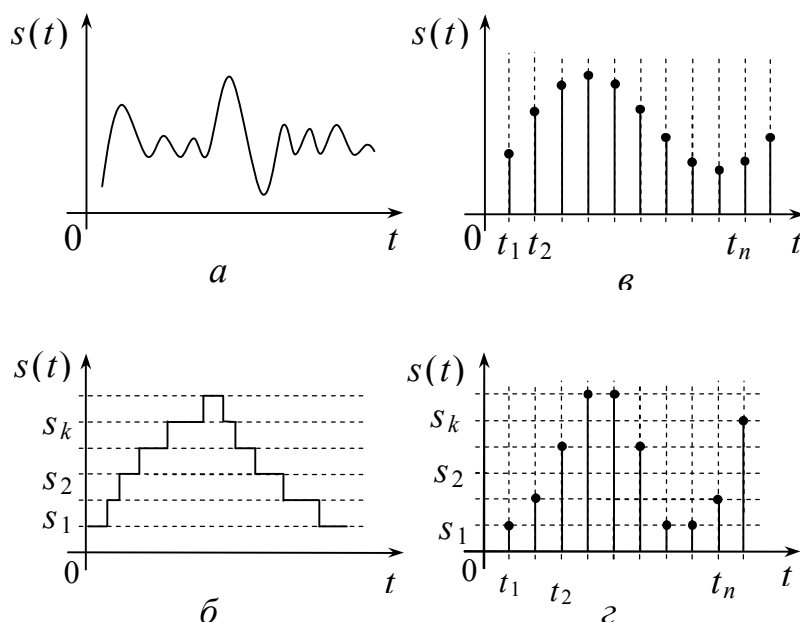 s(t)
0
t
а
s(t)
0
t1 t2
tn
t
в
s(t)
sk
s2
s1
0
t
б
s(t)
sk
s2
s1
0
t1
t2
tn
t
г